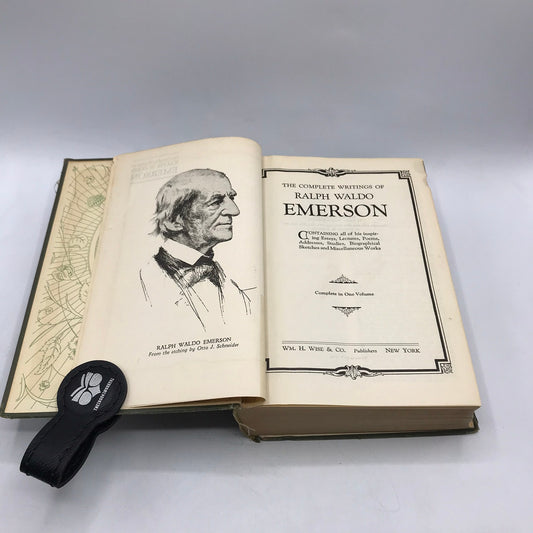 RALPH WALDO EMERSON
From the etching by Otto J. Schneider
THE COMPLETE WRITINGS OF
RALPH WALDO
EMERSON
CONTAINING all of his inspir-
ing Essays, Lectures, Poems,
Addresses, Studies, Biographical
Sketches and Miscellaneous Works
Complete in One Volume
WM. H. WISE & CO. Publishers NEW YORK